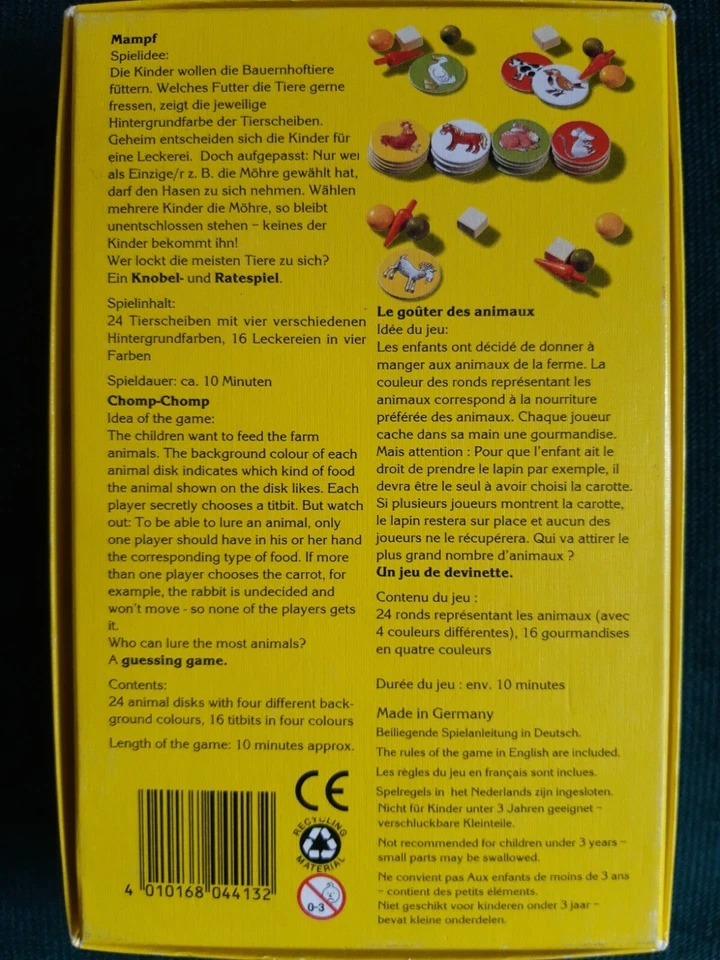 Mampf
Spielidee:
Die Kinder wollen die Bauernhoftiere
füttern. Welches Futter die Tiere gerne
fressen, zeigt die jeweilige
Hintergrundfarbe der Tierscheiben.
Geheim entscheiden sich die Kinder für
eine Leckerei. Doch aufgepasst: Nur wer
als Einzige/r z. B. die Möhre gewählt hat,
darf den Hasen zu sich nehmen. Wählen
mehrere Kinder die Möhre, so bleibt
unentschlossen stehen – keines der
Kinder bekommt ihn!
Wer lockt die meisten Tiere zu sich?
Ein Knobel- und Ratespiel.
Spielinhalt:
24 Tierscheiben mit vier verschiedenen
Hintergrundfarben, 16 Leckereien in vier
Farben
Spieldauer: ca. 10 Minuten
Chomp-Chomp
Idea of the game:
The children want to feed the farm
animals. The background colour of each
animal disk indicates which kind of food
the animal shown on the disk likes. Each
player secretly chooses a titbit. But watch
out: To be able to lure an animal, only
one player should have in his or her hand
the corresponding type of food. If more
than one player chooses the carrot, for
example, the rabbit is undecided and
won't move - so none of the players gets
it.
Who can lure the most animals?
A guessing game.
Contents:
24 animal disks with four different back-
ground colours, 16 titbits in four colours
Length of the game: 10 minutes approx.
4 010168 044132
CE
RECYCLING
MATERIAL
0-3
Le goûter des animaux
Idée du jeu:
Les enfants ont décidé de donner à
manger aux animaux de la ferme. La
couleur des ronds représentant les
animaux correspond à la nourriture
préférée des animaux. Chaque joueur
cache dans sa main une gourmandise.
Mais attention : Pour que l'enfant ait le
droit de prendre le lapin par exemple, il
devra être le seul à avoir choisi la carotte.
Si plusieurs joueurs montrent la carotte,
le lapin restera sur place et aucun des
joueurs ne le récupérera. Qui va attirer le
plus grand nombre d'animaux ?
Un jeu de devinette.
Contenu du jeu :
24 ronds représentant les animaux (avec
4 couleurs différentes), 16 gourmandises
en quatre couleurs
Durée du jeu : env. 10 minutes
Made in Germany
Beiliegende Spielanleitung in Deutsch.
The rules of the game in English are included.
Les règles du jeu en français sont inclues.
Spelregels in het Nederlands zijn ingesloten.
Nicht für Kinder unter 3 Jahren geeignet –
verschluckbare Kleinteile.
Not recommended for children under 3 years –
small parts may be swallowed.
Ne convient pas Aux enfants de moins de 3 ans
– contient des petits éléments.
Niet geschikt voor kinderen onder 3 jaar –
bevat kleine onderdelen.